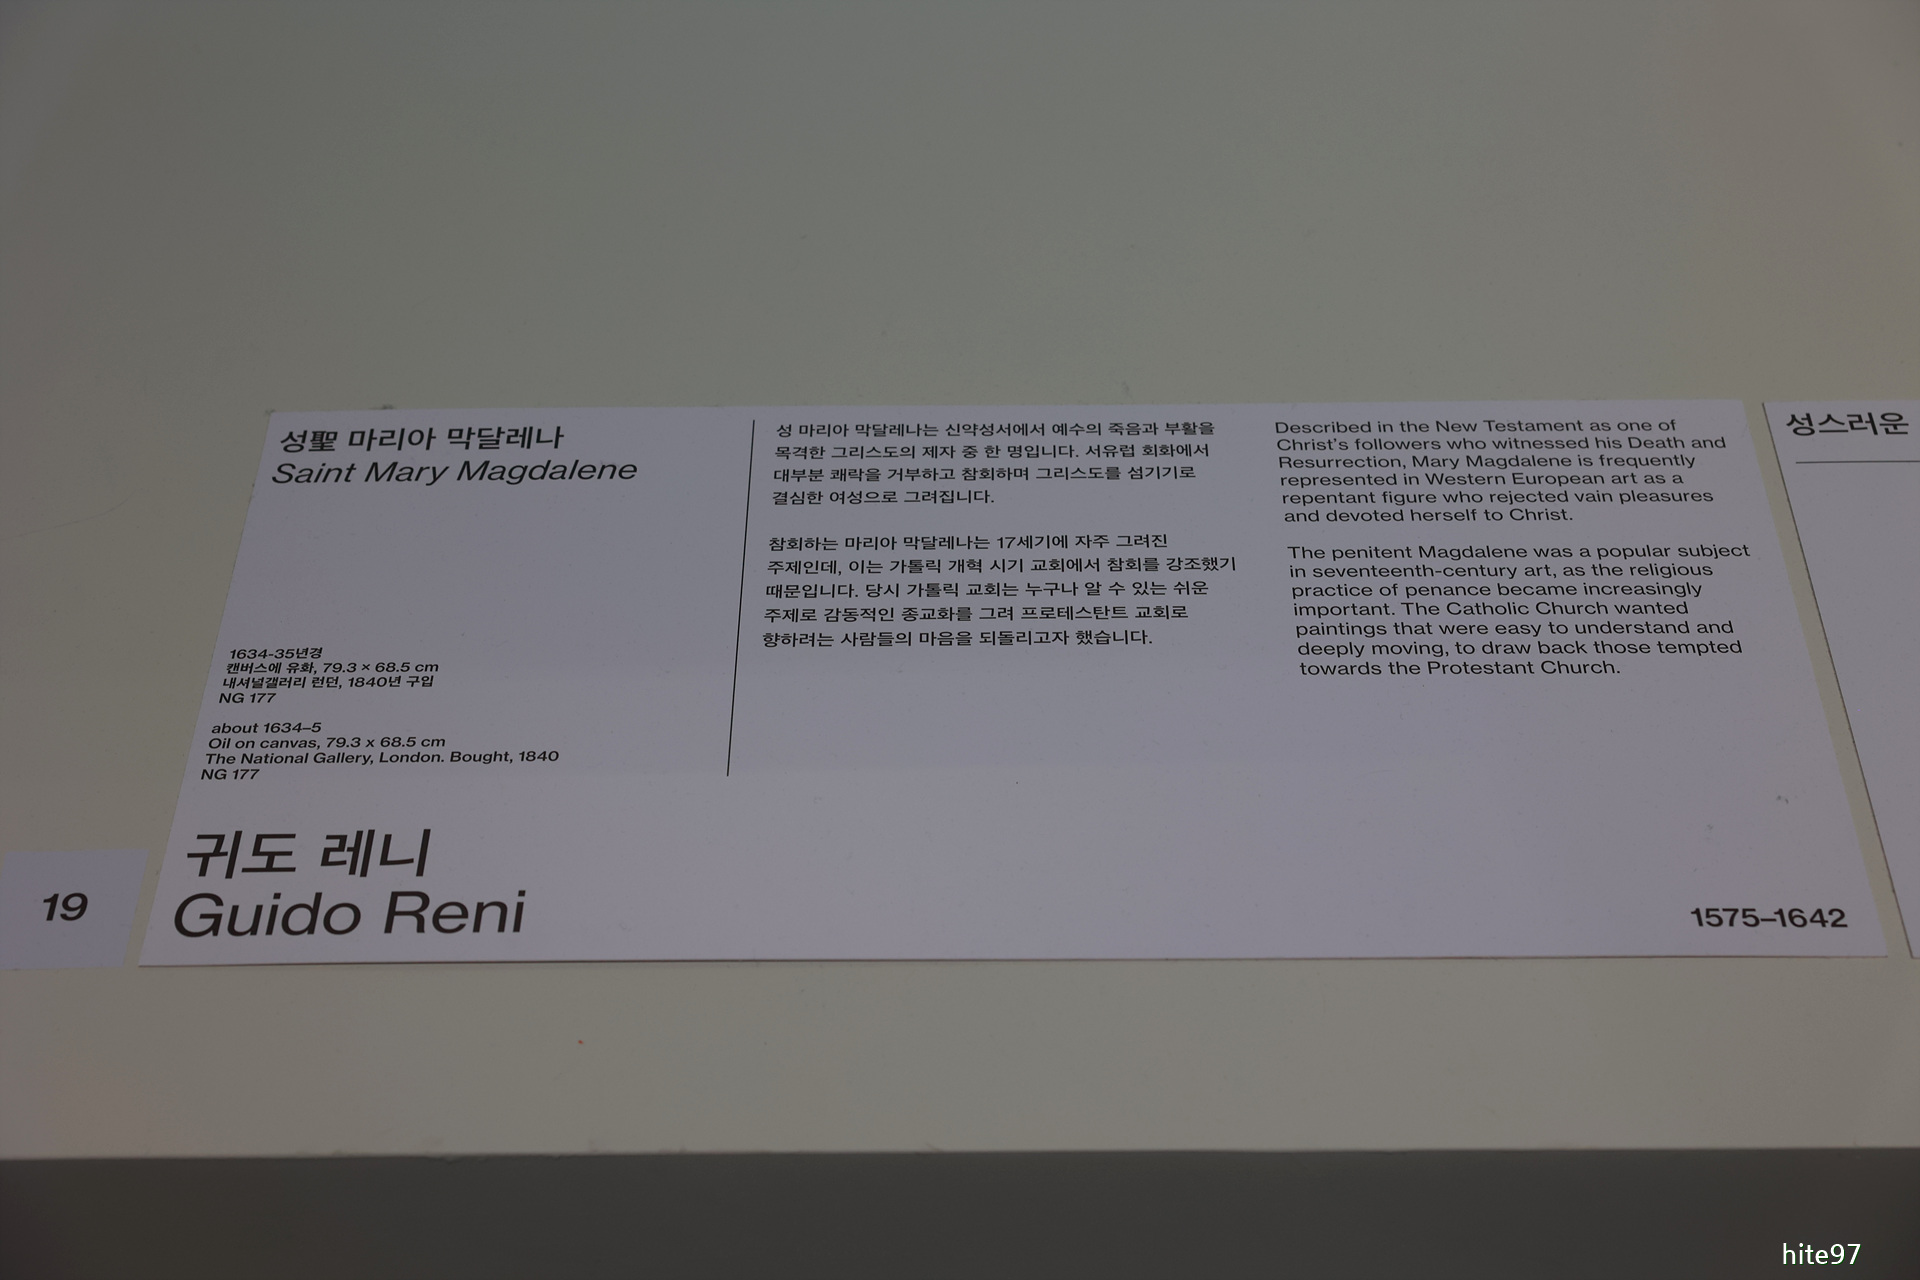 성聖 마리아 막달레나
Saint Mary Magdalene
1634-35년경
캔버스에 유화, 79.3 × 68.5 cm
내셔널갤러리 런던, 1840년 구입
NG 177
about 1634–5
Oil on canvas, 79.3 x 68.5 cm
The National Gallery, London. Bought, 1840
NG 177
귀도 레니
Guido Reni
성 마리아 막달레나는 신약성서에서 예수의 죽음과 부활을
목격한 그리스도의 제자 중 한 명입니다. 서유럽 회화에서
대부분 쾌락을 거부하고 참회하며 그리스도를 섬기기로
결심한 여성으로 그려집니다.
참회하는 마리아 막달레나는 17세기에 자주 그려진
주제인데, 이는 가톨릭 개혁 시기 교회에서 참회를 강조했기
때문입니다. 당시 가톨릭 교회는 누구나 알 수 있는 쉬운
주제로 감동적인 종교화를 그려 프로테스탄트 교회로
향하려는 사람들의 마음을 되돌리고자 했습니다.
Described in the New Testament as one of
Christ's followers who witnessed his Death and
Resurrection, Mary Magdalene is frequently
represented in Western European art as a
repentant figure who rejected vain pleasures
and devoted herself to Christ.
The penitent Magdalene was a popular subject
in seventeenth-century art, as the religious
practice of penance became increasingly
important. The Catholic Church wanted
paintings that were easy to understand and
deeply moving, to draw back those tempted
towards the Protestant Church.
1575–1642
19
성스러운
hite97